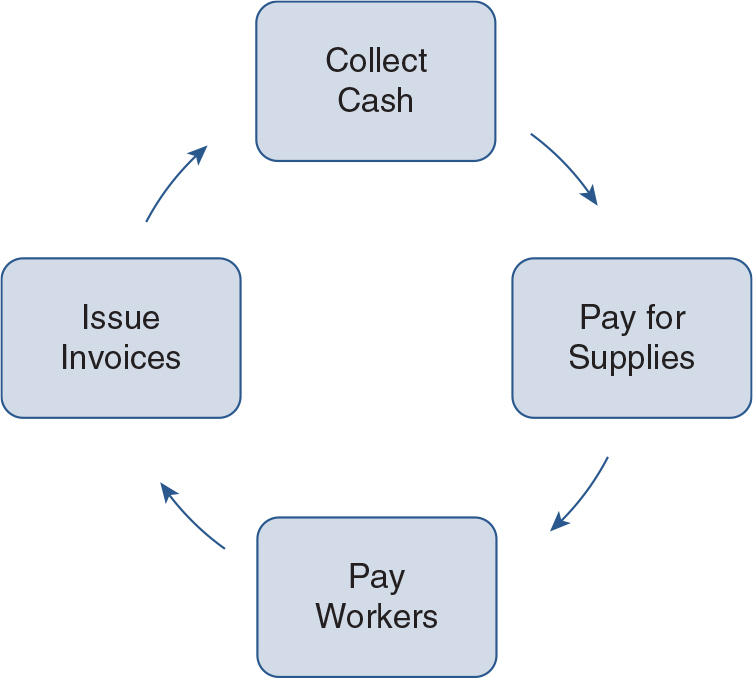 Collect
Cash
Pay for
Supplies
Pay
Workers
Issue
Invoices